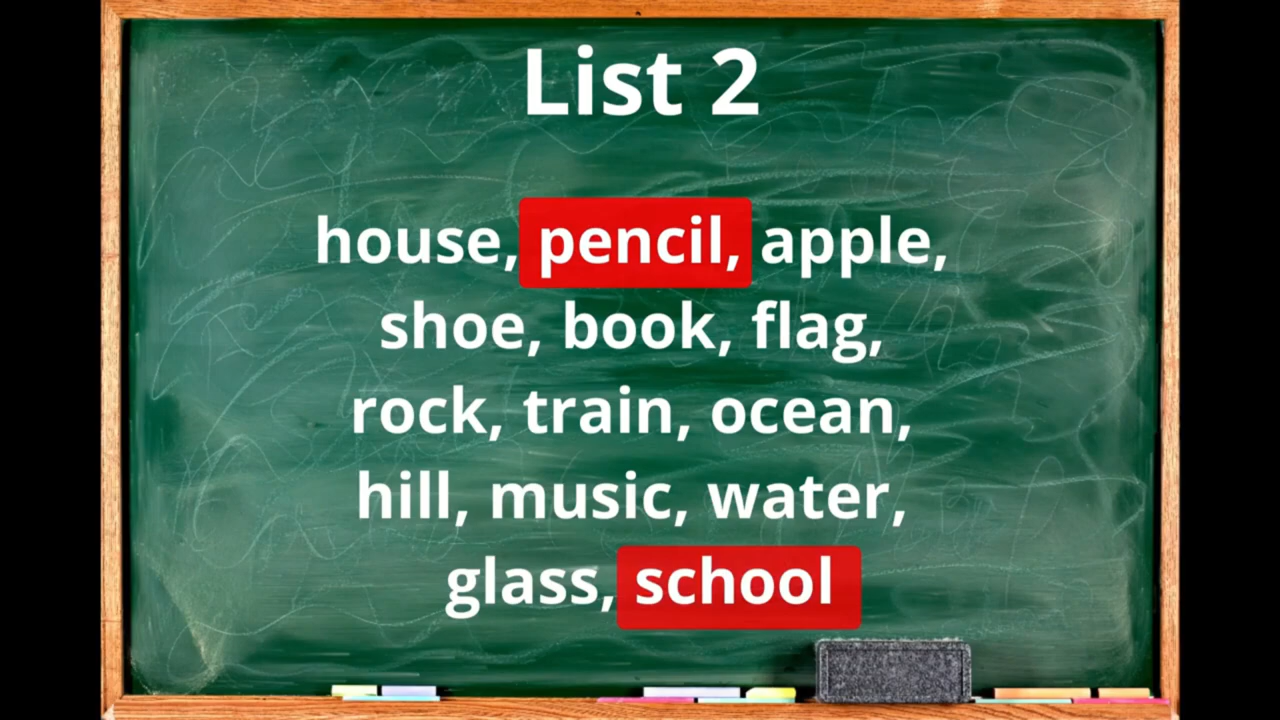 List 2
house, pencil, apple,
shoe, book, flag,
rock, train, ocean,
hill, music, water,
glass, school